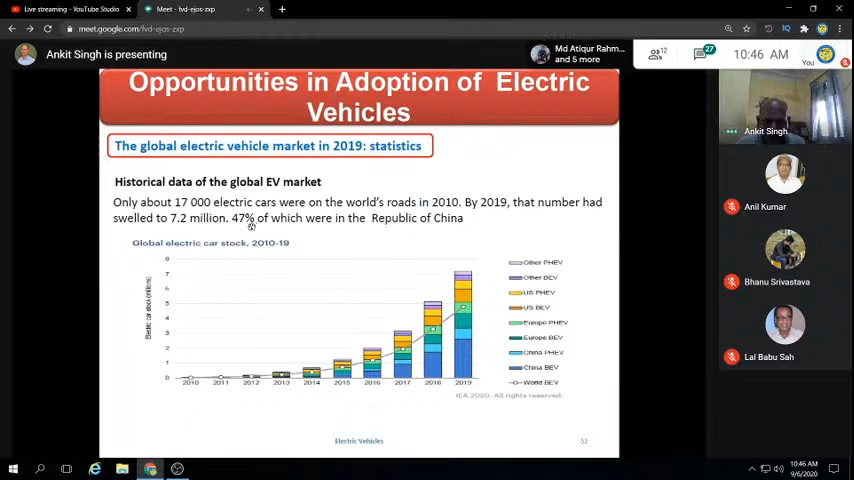 Live streaming - YouTube Studio
Meet - fvd-ejos-zxp
meet.google.com/fvd-ejos-zxp
Ankit Singh is presenting
Md Atiqur Rahm...
and 5 more
12
27
10:46 AM
You
Opportunities in Adoption of Electric
Vehicles
The global electric vehicle market in 2019: statistics
Historical data of the global EV market
Only about 17 000 electric cars were on the world's roads in 2010. By 2019, that number had
swelled to 7.2 million. 47% of which were in the Republic of China
Global electric car stock, 2010-19
Electric car stock (millions)
8
7
6
5
4
3
2
1
0
2010 2011 2012 2013 2014 2015 2016 2017 2018 2019
Other PHEV
Other BEV
US PHEV
US BEV
Europe PHEV
Europe BEV
China PHEV
China BEV
World BEV
IEA 2020. All rights reserved.
Electric Vehicles
52
Ankit Singh
Anil Kumar
Bhanu Srivastava
Lal Babu Sah
10:46 AM
9/6/2020